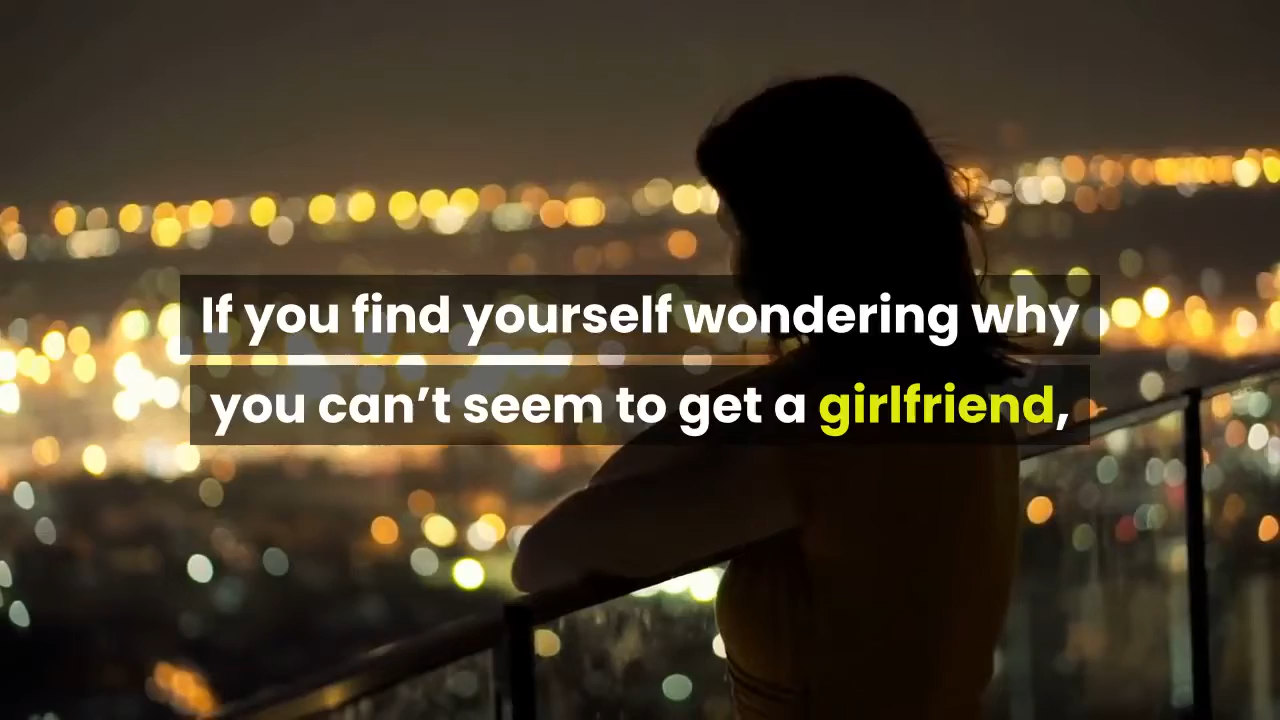 If you find yourself wondering why
you can’t seem to get a girlfriend,